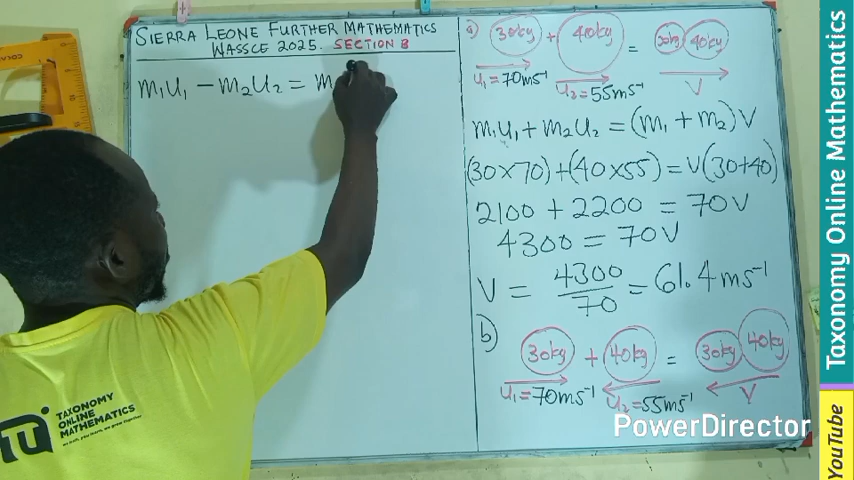 SIERRA LEONE FURTHER MATHEMATICS
WASSCE 2025. SECTION B
m₁u₁ − m₂u₂ = m
a) 30kg + 40kg = 30kg 40kg
u₁ = 70ms⁻¹ u₂ = 55ms⁻¹ V
m₁u₁ + m₂u₂ = (m₁ + m₂)V
(30×70)+(40×55) = V(30+40)
2100 + 2200 = 70V
4300 = 70V
V = 4300/70 = 61.4ms⁻¹
b) 30kg + 40kg = 30kg 40kg
u₁ = 70ms⁻¹ u₂ = 55ms⁻¹ V
TAXONOMY
ONLINE
MATHEMATICS
PowerDirector
Taxonomy Online Mathematics
YouTube